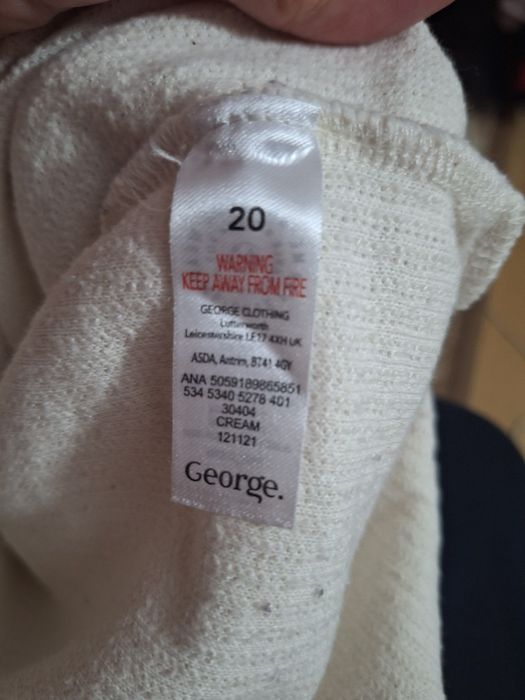 20
WARNING
KEEP AWAY FROM FIRE
GEORGE CLOTHING
Lutterworth
Leicestershire LE17 4XH UK
ASDA, Antrim, BT41 4GY
ANA 5059189865851
534 5340 5278 401
30404
CREAM
121121
George.